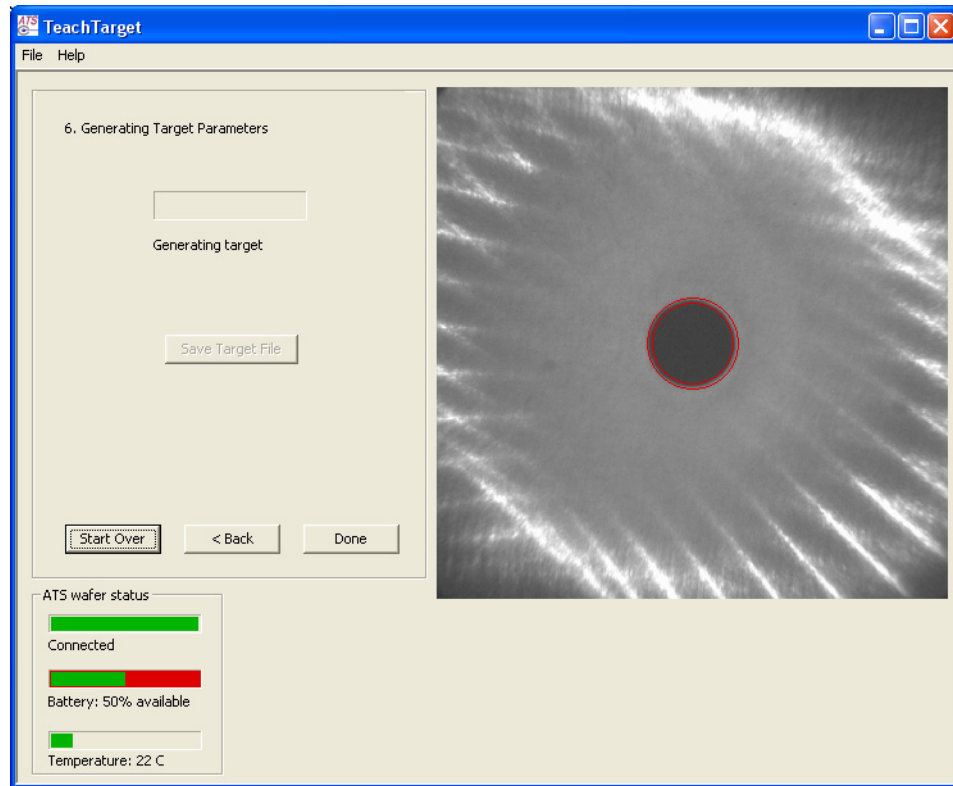 ATS
TeachTarget
File Help
6. Generating Target Parameters
Generating target
Save Target File
Start Over < Back Done
ATS wafer status
Connected
Battery: 50% available
Temperature: 22 C